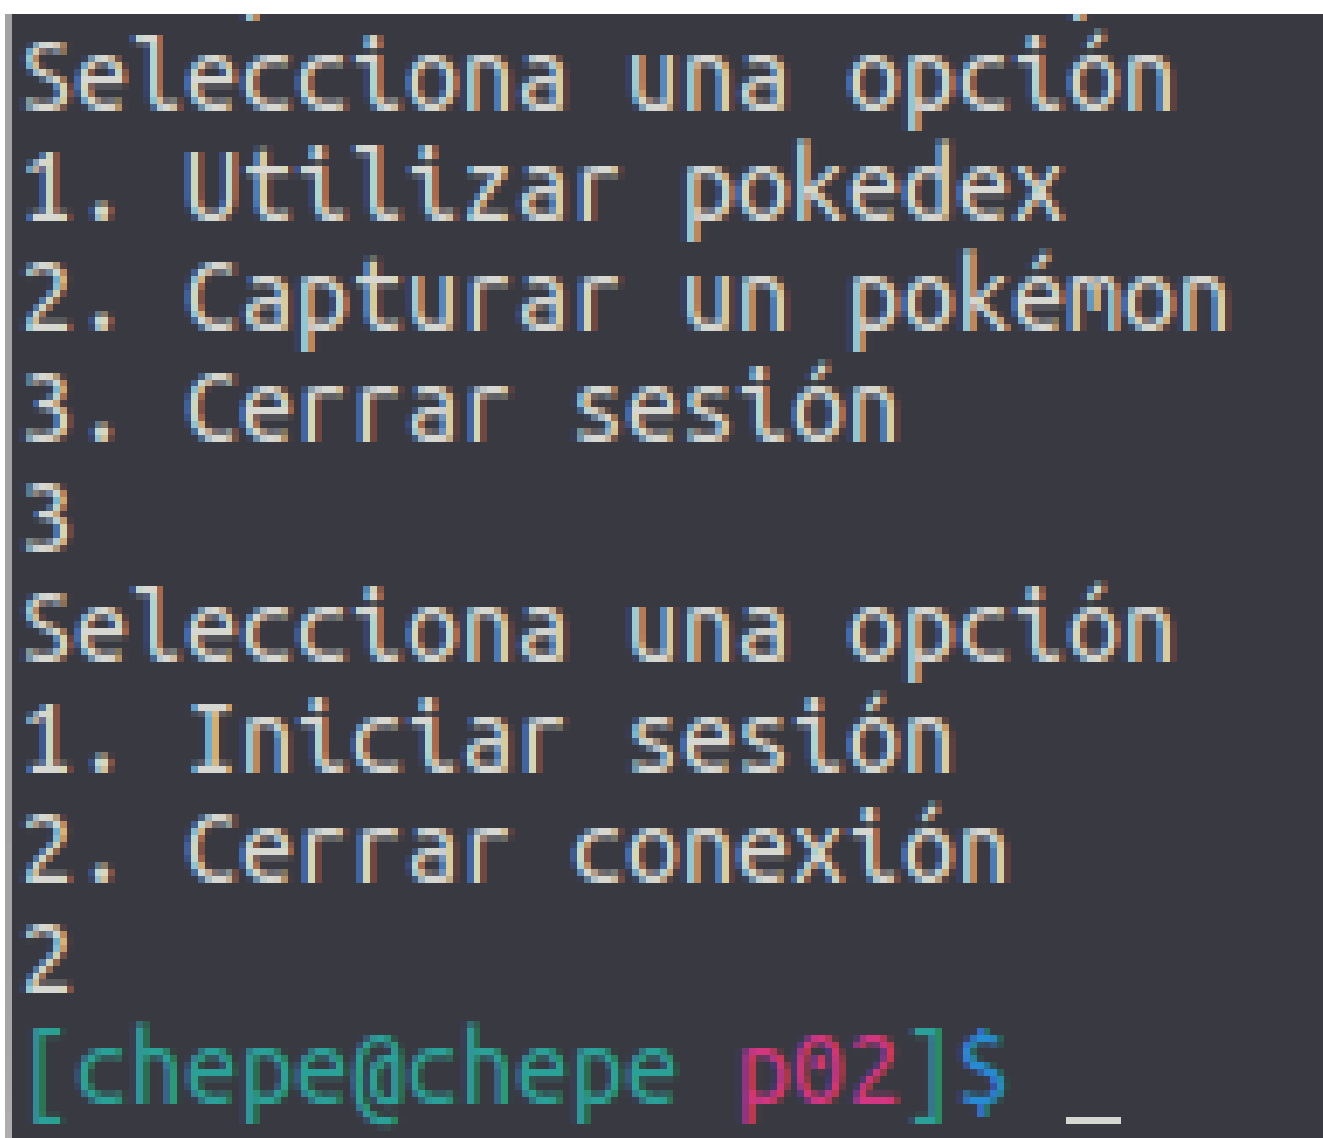 Selecciona una opción
1. Utilizar pokedex
2. Capturar un pokémon
3. Cerrar sesión
3
Selecciona una opción
1. Iniciar sesión
2. Cerrar conexión
2
[chepe@chepe p02]$ _